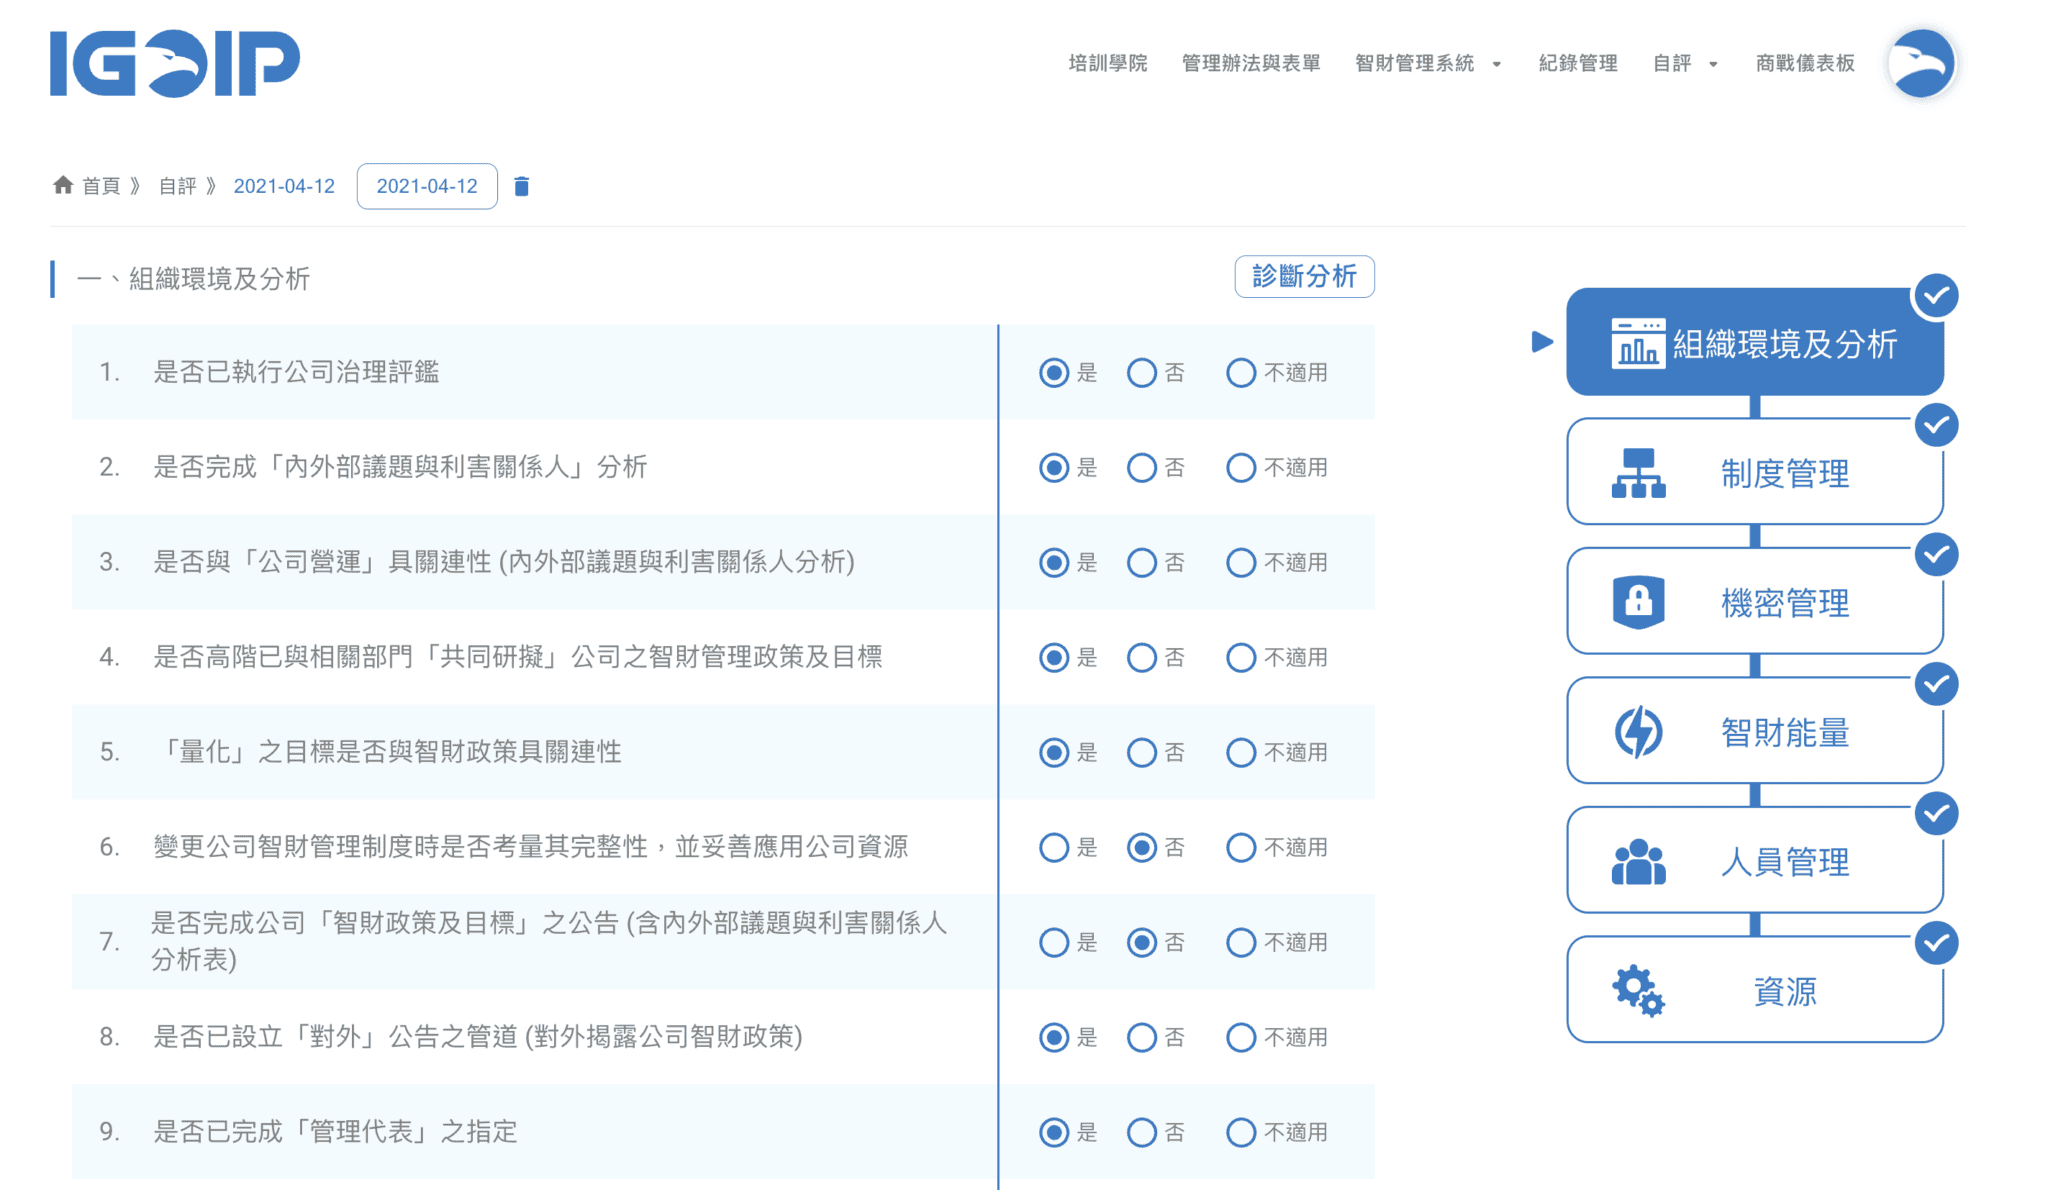 IGOIP
培訓學院 管理辦法與表單 智財管理系統 紀錄管理 自評 商戰儀表板
首頁 》 自評 》 2021-04-12 2021-04-12
一、組織環境及分析 診斷分析
1. 是否已執行公司治理評鑑 是 否 不適用
2. 是否完成「內外部議題與利害關係人」分析 是 否 不適用
3. 是否與「公司營運」具關連性 (內外部議題與利害關係人分析) 是 否 不適用
4. 是否高階已與相關部門「共同研擬」公司之智財管理政策及目標 是 否 不適用
5. 「量化」之目標是否與智財政策具關連性 是 否 不適用
6. 變更公司智財管理制度時是否考量其完整性，並妥善應用公司資源 是 否 不適用
7. 是否完成公司「智財政策及目標」之公告 (含內外部議題與利害關係人
分析表) 是 否 不適用
8. 是否已設立「對外」公告之管道 (對外揭露公司智財政策) 是 否 不適用
9. 是否已完成「管理代表」之指定 是 否 不適用
組織環境及分析
制度管理
機密管理
智財能量
人員管理
資源